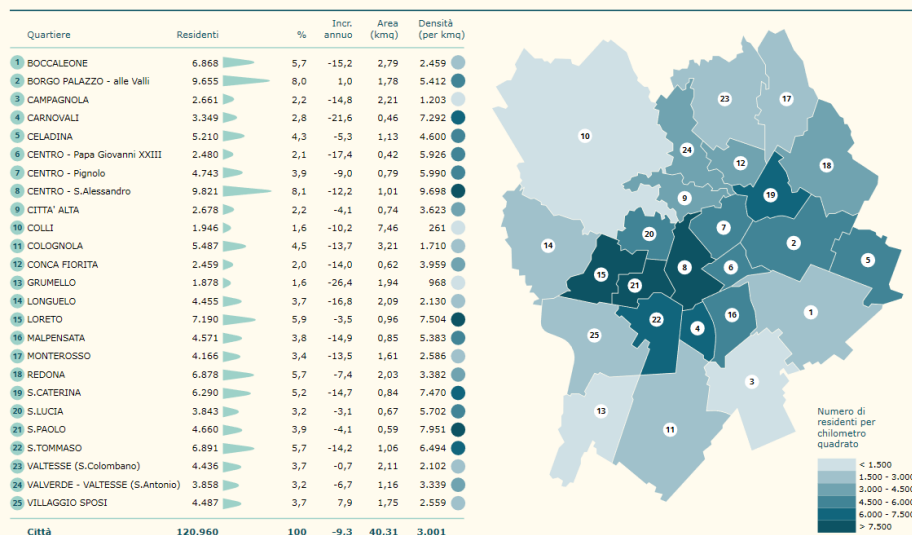 Quartiere Residenti % Incr. annuo Area (kmq) Densità (per kmq)
1 BOCCALEONE 6.868 5,7 -15,2 2,79 2.459
2 BORGO PALAZZO - alle Valli 9.655 8,0 1,0 1,78 5.412
3 CAMPAGNOLA 2.661 2,2 -14,8 2,21 1.203
4 CARNOVALI 3.349 2,8 -21,6 0,46 7.292
5 CELADINA 5.210 4,3 -5,3 1,13 4.600
6 CENTRO - Papa Giovanni XXIII 2.480 2,1 -17,4 0,42 5.926
7 CENTRO - Pignolo 4.743 3,9 -9,0 0,79 5.990
8 CENTRO - S.Alessandro 9.821 8,1 -12,2 1,01 9.698
9 CITTA' ALTA 2.678 2,2 -4,1 0,74 3.623
10 COLLI 1.946 1,6 -10,2 7,46 261
11 COLOGNOLA 5.487 4,5 -13,7 3,21 1.710
12 CONCA FIORITA 2.459 2,0 -14,0 0,62 3.959
13 GRUMELLO 1.878 1,6 -26,4 1,94 968
14 LONGUELO 4.455 3,7 -16,8 2,09 2.130
15 LORETO 7.190 5,9 -3,5 0,96 7.504
16 MALPENSATA 4.571 3,8 -14,9 0,85 5.383
17 MONTEROSSO 4.166 3,4 -13,5 1,61 2.586
18 REDONA 6.878 5,7 -7,4 2,03 3.382
19 S.CATERINA 6.290 5,2 -14,7 0,84 7.470
20 S.LUCIA 3.843 3,2 -3,1 0,67 5.702
21 S.PAOLO 4.660 3,9 -4,1 0,59 7.951
22 S.TOMMASO 6.891 5,7 -14,2 1,06 6.494
23 VALTESSE (S.Colombano) 4.436 3,7 -0,7 2,11 2.102
24 VALVERDE - VALTESSE (S.Antonio) 3.858 3,2 -6,7 1,16 3.339
25 VILLAGGIO SPOSI 4.487 3,7 7,9 1,75 2.559
Città 120.960 100 -9,3 40,31 3.001
23
17
10
24
12
18
19
9
7
20
2
14
5
8
6
15
21
1
16
22
4
25
3
13
11
Numero di
residenti per
chilometro
quadrato
< 1.500
1.500 - 3.000
3.000 - 4.500
4.500 - 6.000
6.000 - 7.500
> 7.500